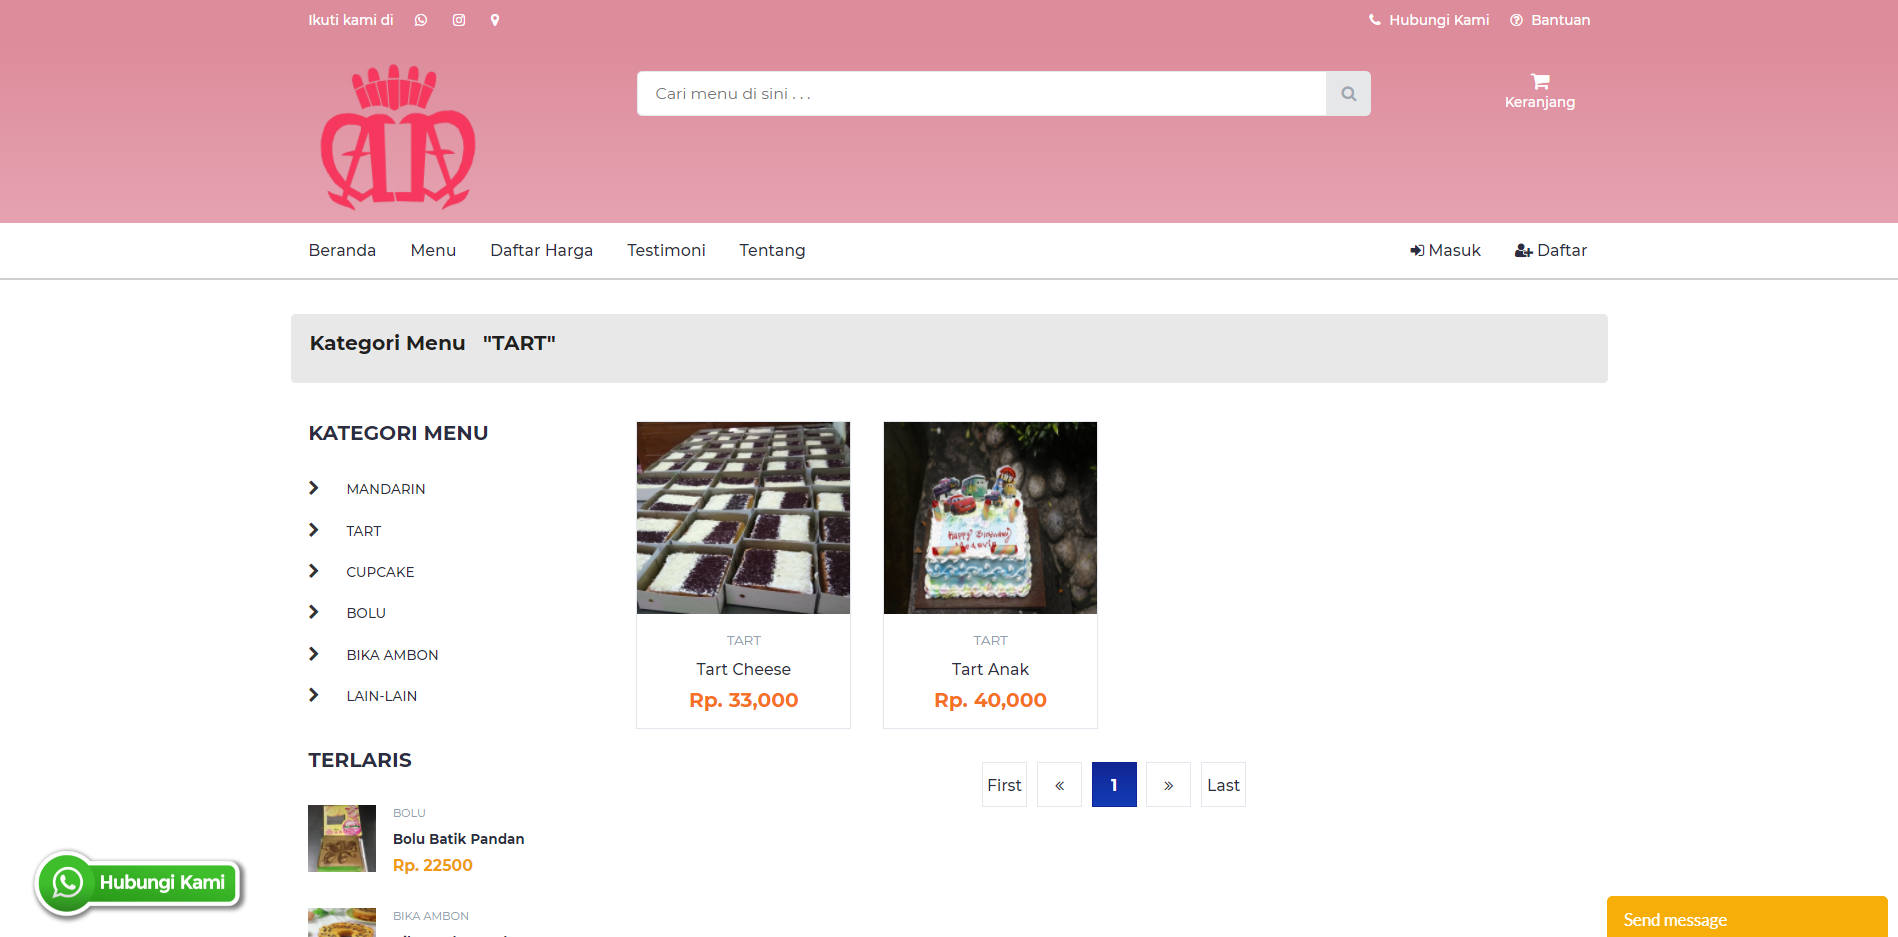 Ikuti kami di
Hubungi Kami
Bantuan
Cari menu di sini . . .
Keranjang
Beranda
Menu
Daftar Harga
Testimoni
Tentang
Masuk
Daftar
Kategori Menu "TART"
KATEGORI MENU
MANDARIN
TART
CUPCAKE
BOLU
BIKA AMBON
LAIN-LAIN
Happy Birthday
TART
Tart Cheese
Rp. 33,000
TART
Tart Anak
Rp. 40,000
First
«
1
»
Last
TERLARIS
BOLU
Bolu Batik Pandan
Rp. 22500
BIKA AMBON
Hubungi Kami
Send message